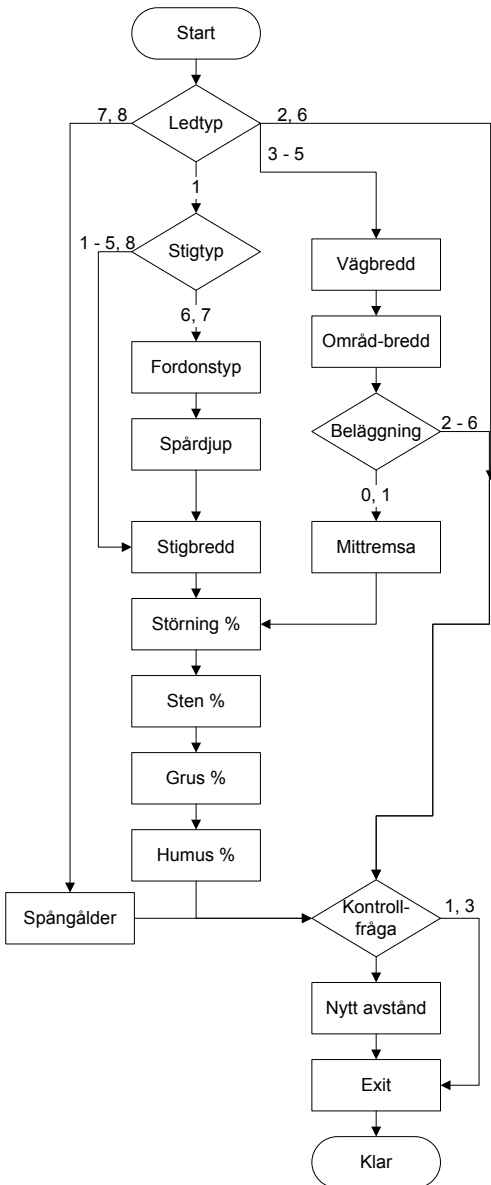 Start
7, 8
Ledtyp
2, 6
3 - 5
1
1 - 5, 8
Stigtyp
Vägbredd
6, 7
Fordonstyp
Områd-bredd
Spårdjup
Beläggning
2 - 6
0, 1
Stigbredd
Mittremsa
Störning %
Sten %
Grus %
Humus %
Spångålder
Kontroll-
fråga
1, 3
Nytt avstånd
Exit
Klar